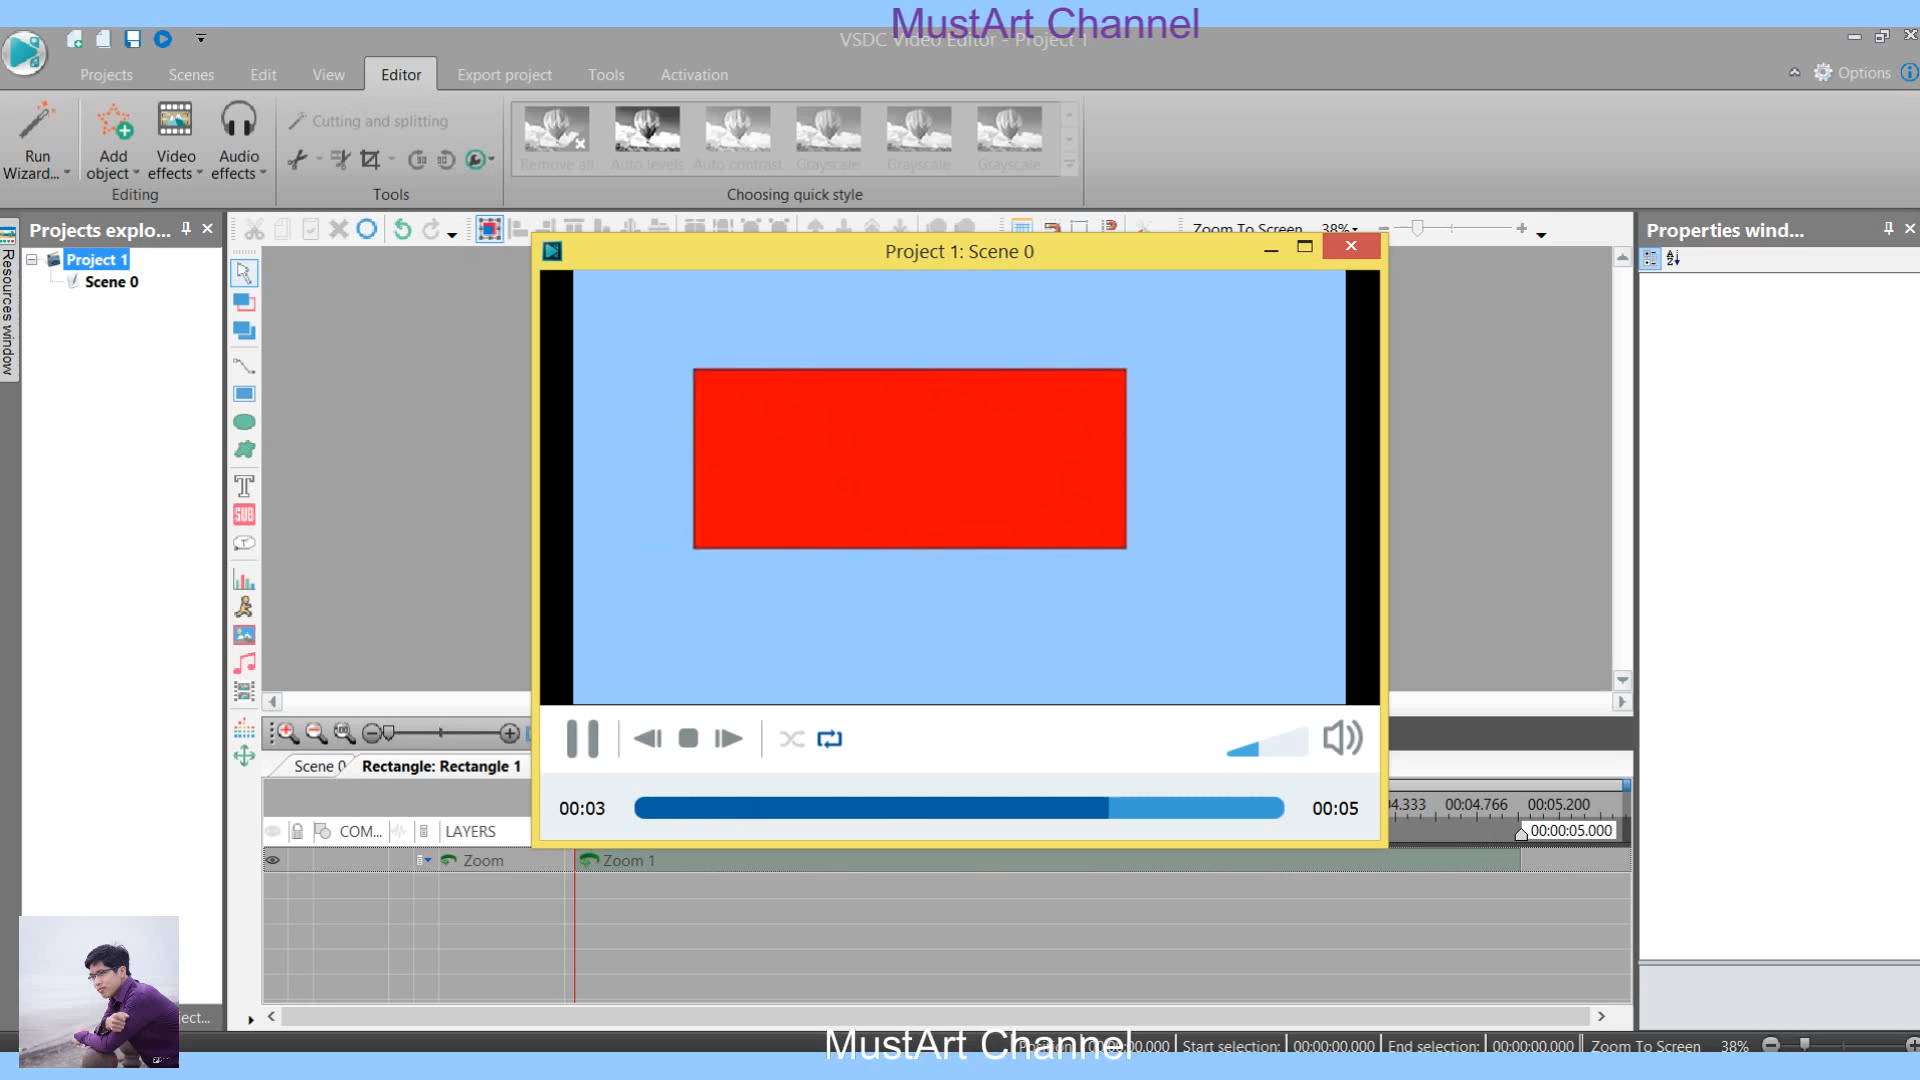 MustArt Channel
VSDC Video Editor - Project 1
Projects
Scenes
Edit
View
Editor
Export project
Tools
Activation
Options
Run Wizard...
Add object
Video effects
Audio effects
Editing
Cutting and splitting
Tools
Remove all
Auto levels
Auto contrast
Grayscale
Grayscale
Grayscale
Choosing quick style
Resources window
Projects explo...
Project 1
Scene 0
Zoom To Screen
38%
Properties wind...
Project 1: Scene 0
T
SUB
00:03
00:05
Scene 0
Rectangle: Rectangle 1
4.333
00:04.766
00:05.200
00:00:05.000
COM...
LAYERS
Zoom
Zoom 1
ject...
MustArt Channel
00:00:00.000
Start selection:
00:00:00.000
End selection:
00:00:00.000
Zoom To Screen
38%